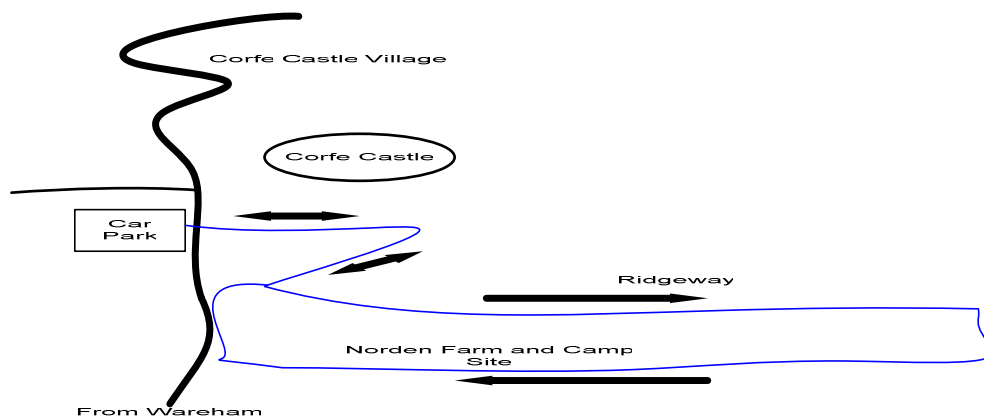 Corfe Castle Village
Corfe Castle
Car
Park
Ridgeway
Norden Farm and Camp
Site
From Wareham